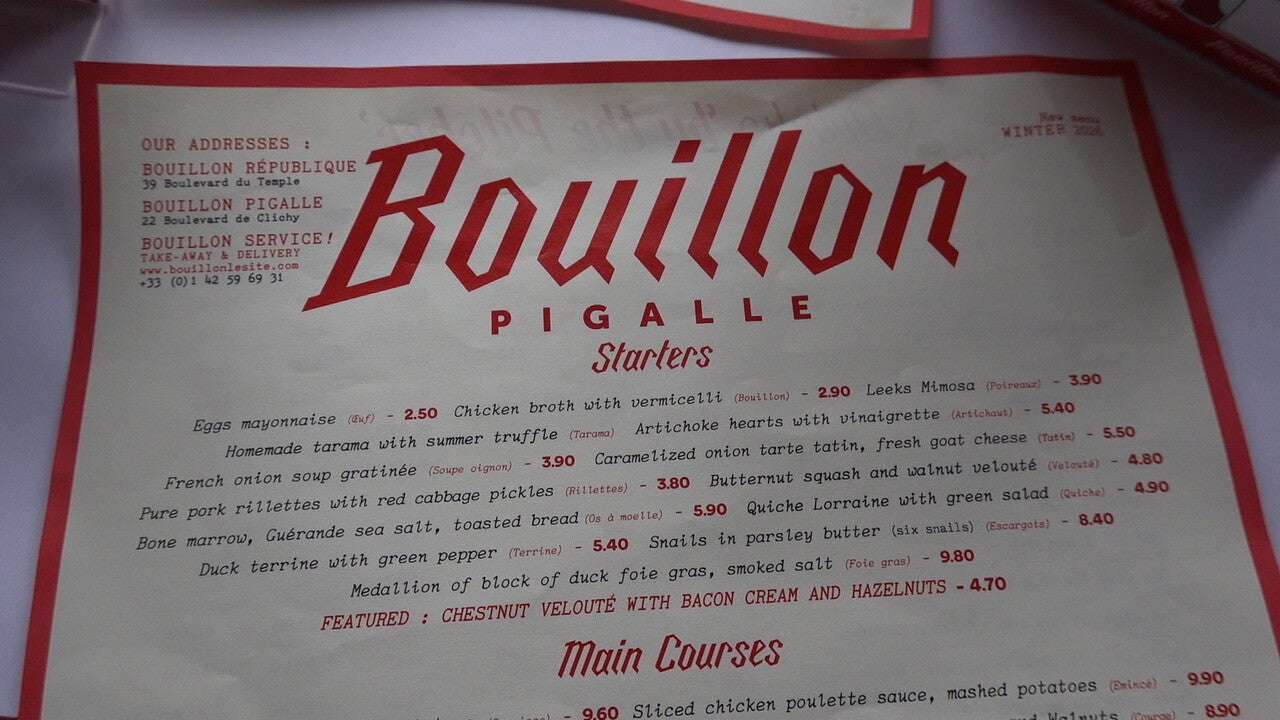 OUR ADDRESSES :
BOUILLON RÉPUBLIQUE
39 Boulevard du Temple
BOUILLON PIGALLE
22 Boulevard de Clichy
BOUILLON SERVICE!
TAKE-AWAY & DELIVERY
www.bouillonlesite.com
+33 (0)1 42 59 69 31
New menu
WINTER 2026
Bouillon
PIGALLE
Starters
Eggs mayonnaise (Œuf) - 2.50 Chicken broth with vermicelli (Bouillon) - 2.90 Leeks Mimosa (Poireaux) - 3.90
Homemade tarama with summer truffle (Tarama) Artichoke hearts with vinaigrette (Artichaut) - 5.40
French onion soup gratinée (Soupe oignon) - 3.90 Caramelized onion tarte tatin, fresh goat cheese (Tatin) - 5.50
Pure pork rillettes with red cabbage pickles (Rillettes) - 3.80 Butternut squash and walnut velouté (Velouté) - 4.80
Bone marrow, Guérande sea salt, toasted bread (Os à moelle) - 5.90 Quiche Lorraine with green salad (Quiche) - 4.90
Duck terrine with green pepper (Terrine) - 5.40 Snails in parsley butter (six snails) (Escargots) - 8.40
Medallion of block of duck foie gras, smoked salt (Foie gras) - 9.80
FEATURED : CHESTNUT VELOUTÉ WITH BACON CREAM AND HAZELNUTS - 4.70
Main Courses
- 9.60 Sliced chicken poulette sauce, mashed potatoes (Emincé) - 9.90
and Walnuts - 8.90